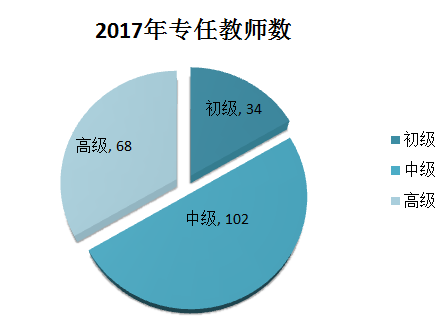 2017年专任教师数
初级, 34
高级, 68
中级, 102
初级
中级
高级